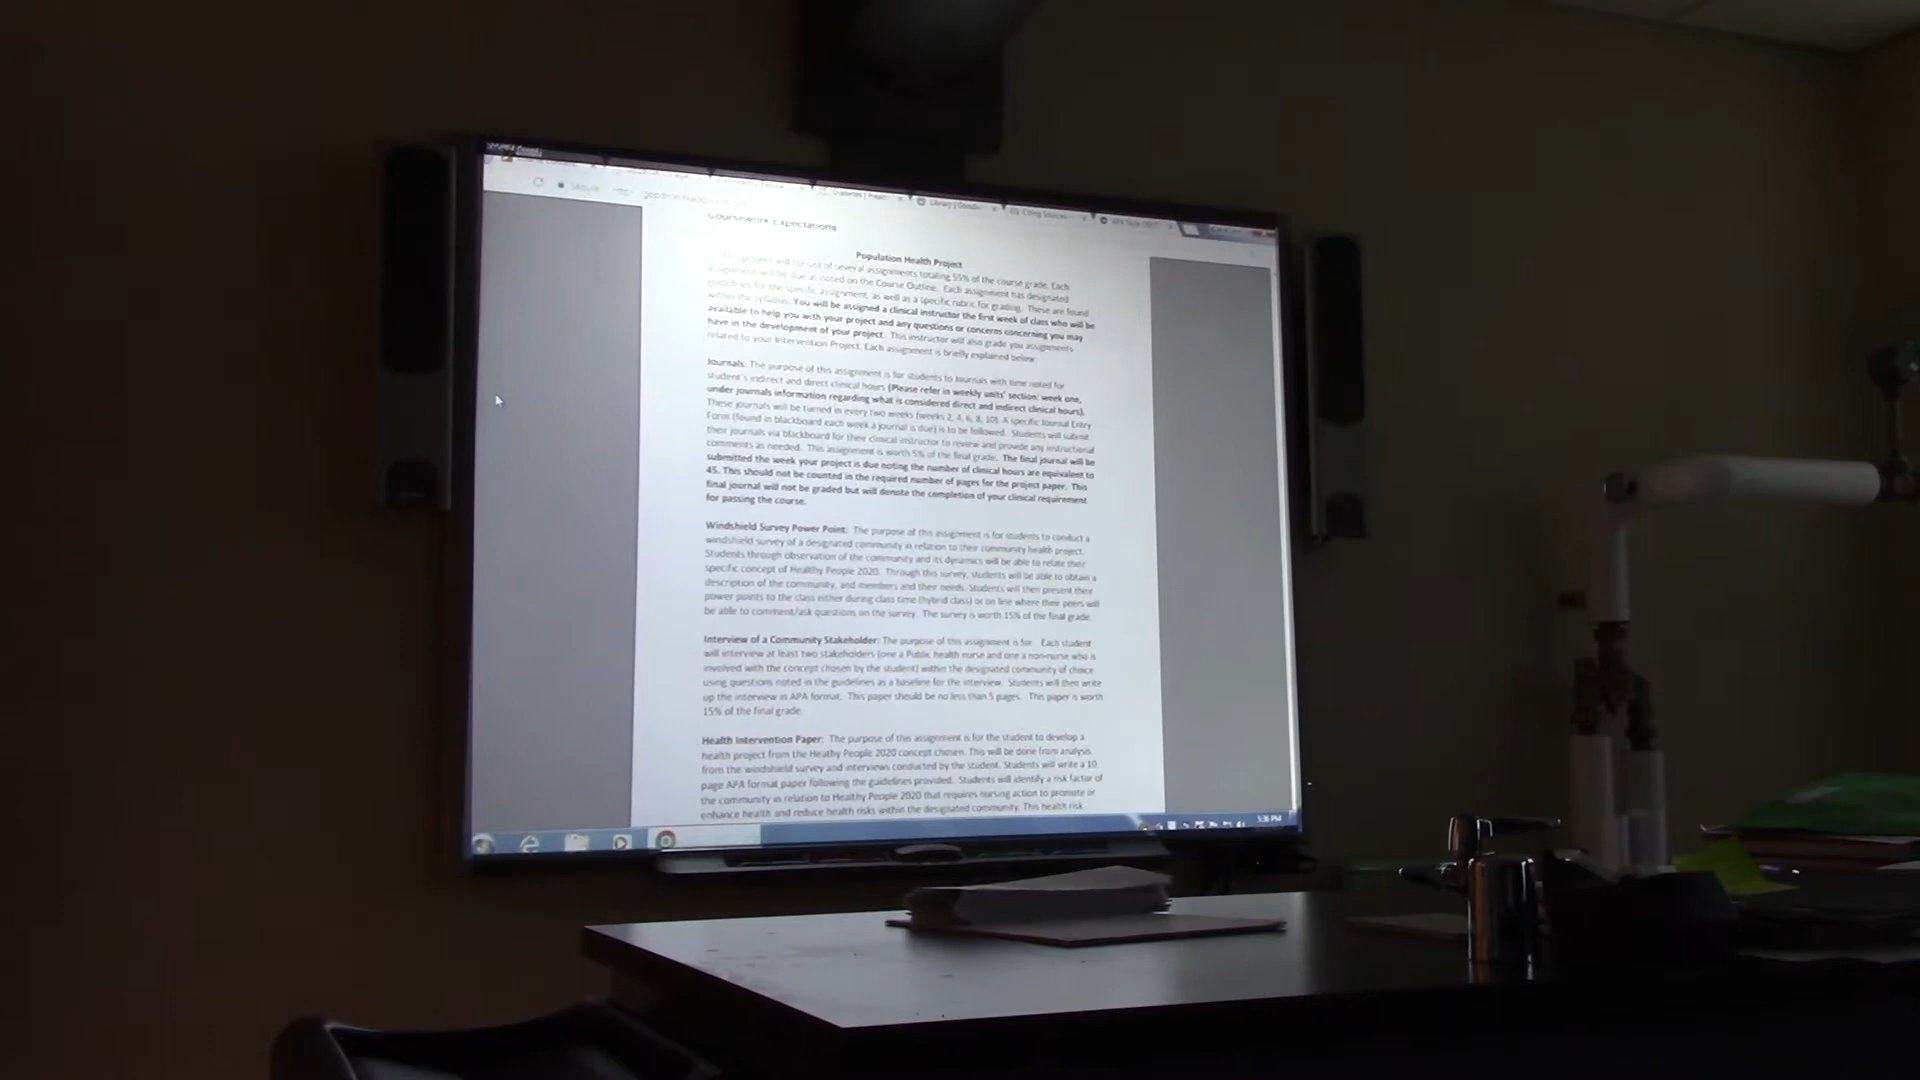 Library | Goodwi
Citing Sources
Coursework Expectations
Population Health Project
This project will consist of several assignments totaling 55% of the course grade. Each
assignment will be due as noted on the Course Outline. Each assignment has designated
guidelines for the specific assignment, as well as a specific rubric for grading. These are found
within the syllabus. You will be assigned a clinical instructor the first week of class who will be
available to help you with your project and any questions or concerns concerning you may
have in the development of your project. This instructor will also grade you assignments
related to your Intervention Project. Each assignment is briefly explained below.
Journals. The purpose of this assignment is for students to Journals with time noted for
student's indirect and direct clinical hours (Please refer in weekly units' section, week one,
under journals information regarding what is considered direct and indirect clinical hours).
These journals will be turned in every two weeks (weeks 2, 4, 6, 8, 10). A specific Journal Entry
Form (found in blackboard each week a journal is due) is to be followed. Students will submit
their journals via blackboard for their clinical instructor to review and provide any instructional
comments as needed. This assignment is worth 5% of the final grade. The final journal will be
submitted the week your project is due noting the number of clinical hours are equivalent to
45. This should not be counted in the required number of pages for the project paper. This
final journal will not be graded but will denote the completion of your clinical requirement
for passing the course.
Windshield Survey Power Point: The purpose of this assignment is for students to conduct a
windshield survey of a designated community in relation to their community health project.
Students through observation of the community and its dynamics will be able to relate their
specific concept of Healthy People 2020. Through this survey, students will be able to obtain a
description of the community, and members and their needs. Students will then present their
power points to the class either during class time (hybrid class) or on line where their peers will
be able to comment/ask questions on the survey. The survey is worth 15% of the final grade.
Interview of a Community Stakeholder: The purpose of this assignment is for Each student
will interview at least two stakeholders (one a Public health nurse and one a non-nurse who is
involved with the concept chosen by the student) within the designated community of choice
using questions noted in the guidelines as a baseline for the interview. Students will then write
up the interview in APA format. This paper should be no less than 5 pages. This paper is worth
15% of the final grade.
Health Intervention Paper: The purpose of this assignment is for the student to develop a
health project from the Heathy People 2020 concept chosen. This will be done from analysis
from the windshield survey and interviews conducted by the student. Students will write a 10
page APA format paper following the guidelines provided. Students will identify a risk factor of
the community in relation to Healthy People 2020 that requires nursing action to promote or
enhance health and reduce health risks within the designated community. This health risk
5:36 PM